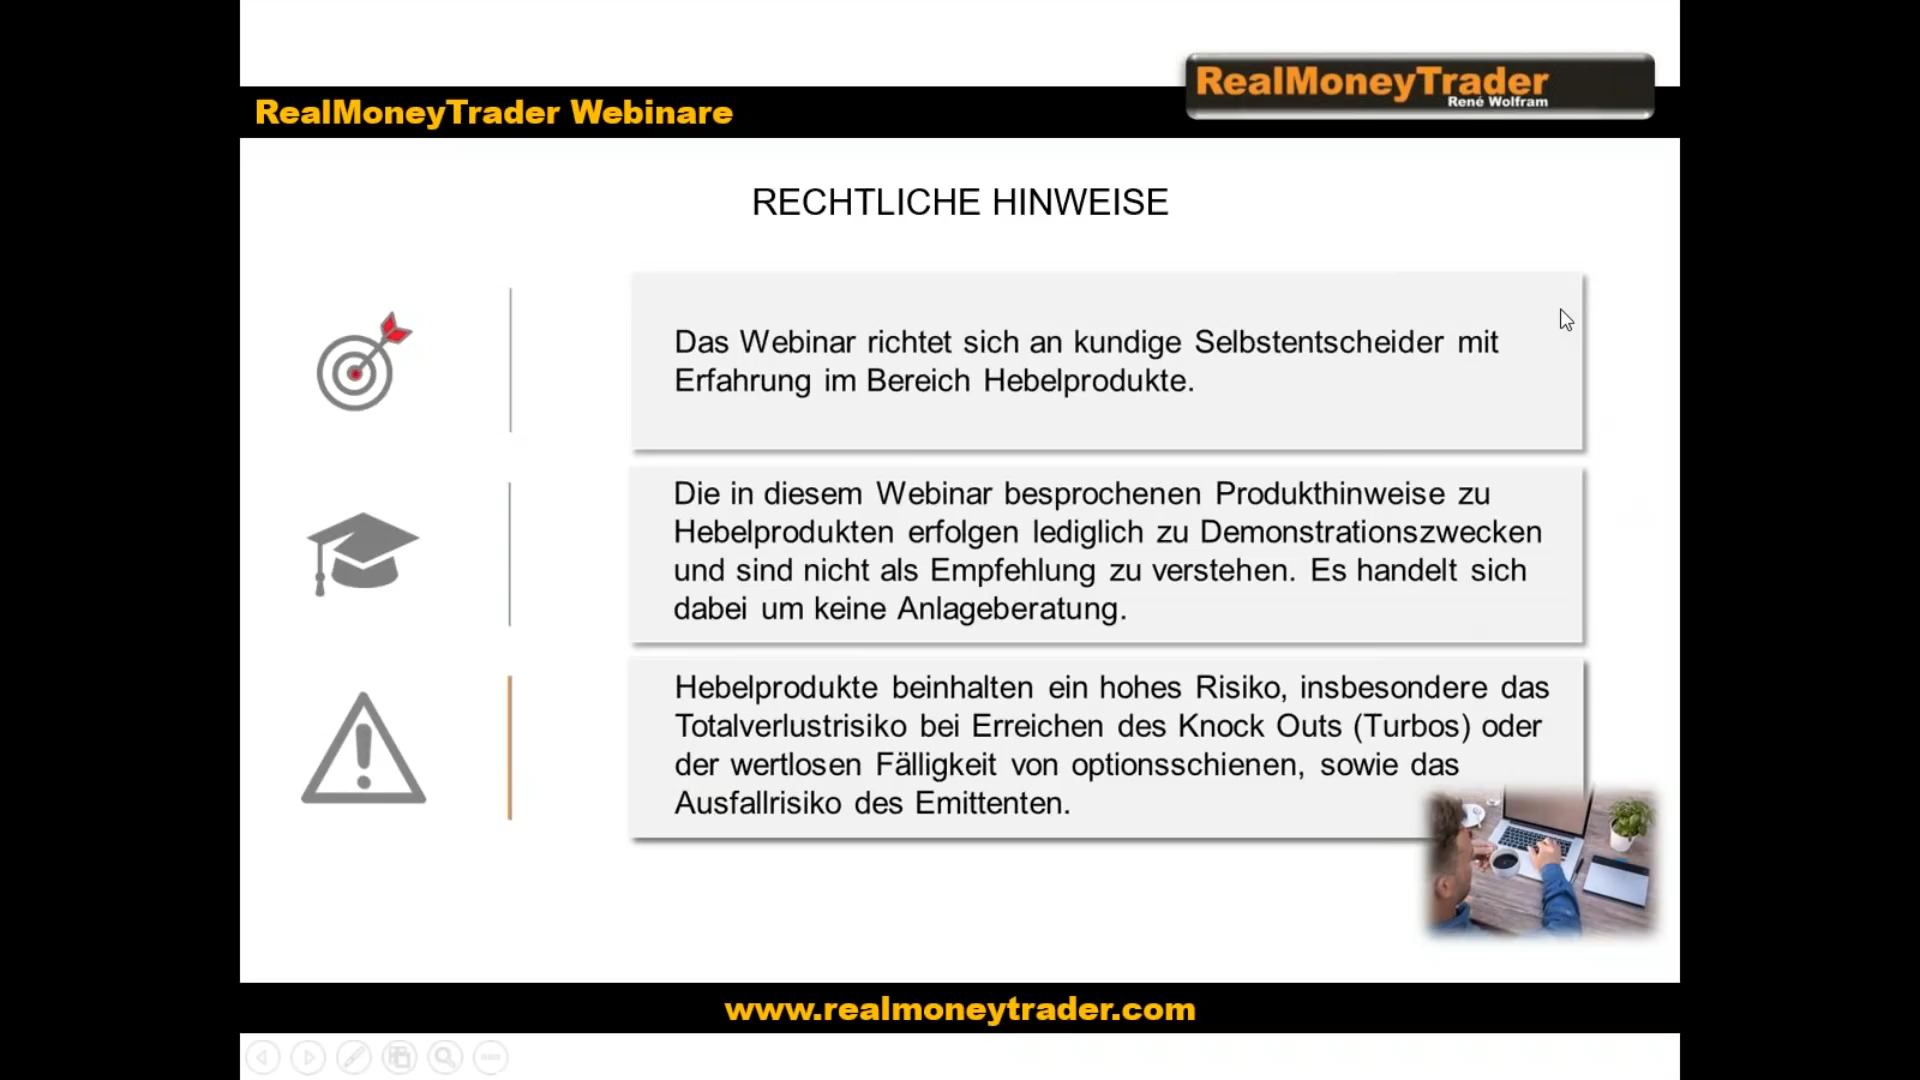 RealMoneyTrader
René Wolfram
RealMoneyTrader Webinare
RECHTLICHE HINWEISE
Das Webinar richtet sich an kundige Selbstentscheider mit
Erfahrung im Bereich Hebelprodukte.
Die in diesem Webinar besprochenen Produkthinweise zu
Hebelprodukten erfolgen lediglich zu Demonstrationszwecken
und sind nicht als Empfehlung zu verstehen. Es handelt sich
dabei um keine Anlageberatung.
Hebelprodukte beinhalten ein hohes Risiko, insbesondere das
Totalverlustrisiko bei Erreichen des Knock Outs (Turbos) oder
der wertlosen Fälligkeit von optionsschienen, sowie das
Ausfallrisiko des Emittenten.
www.realmoneytrader.com